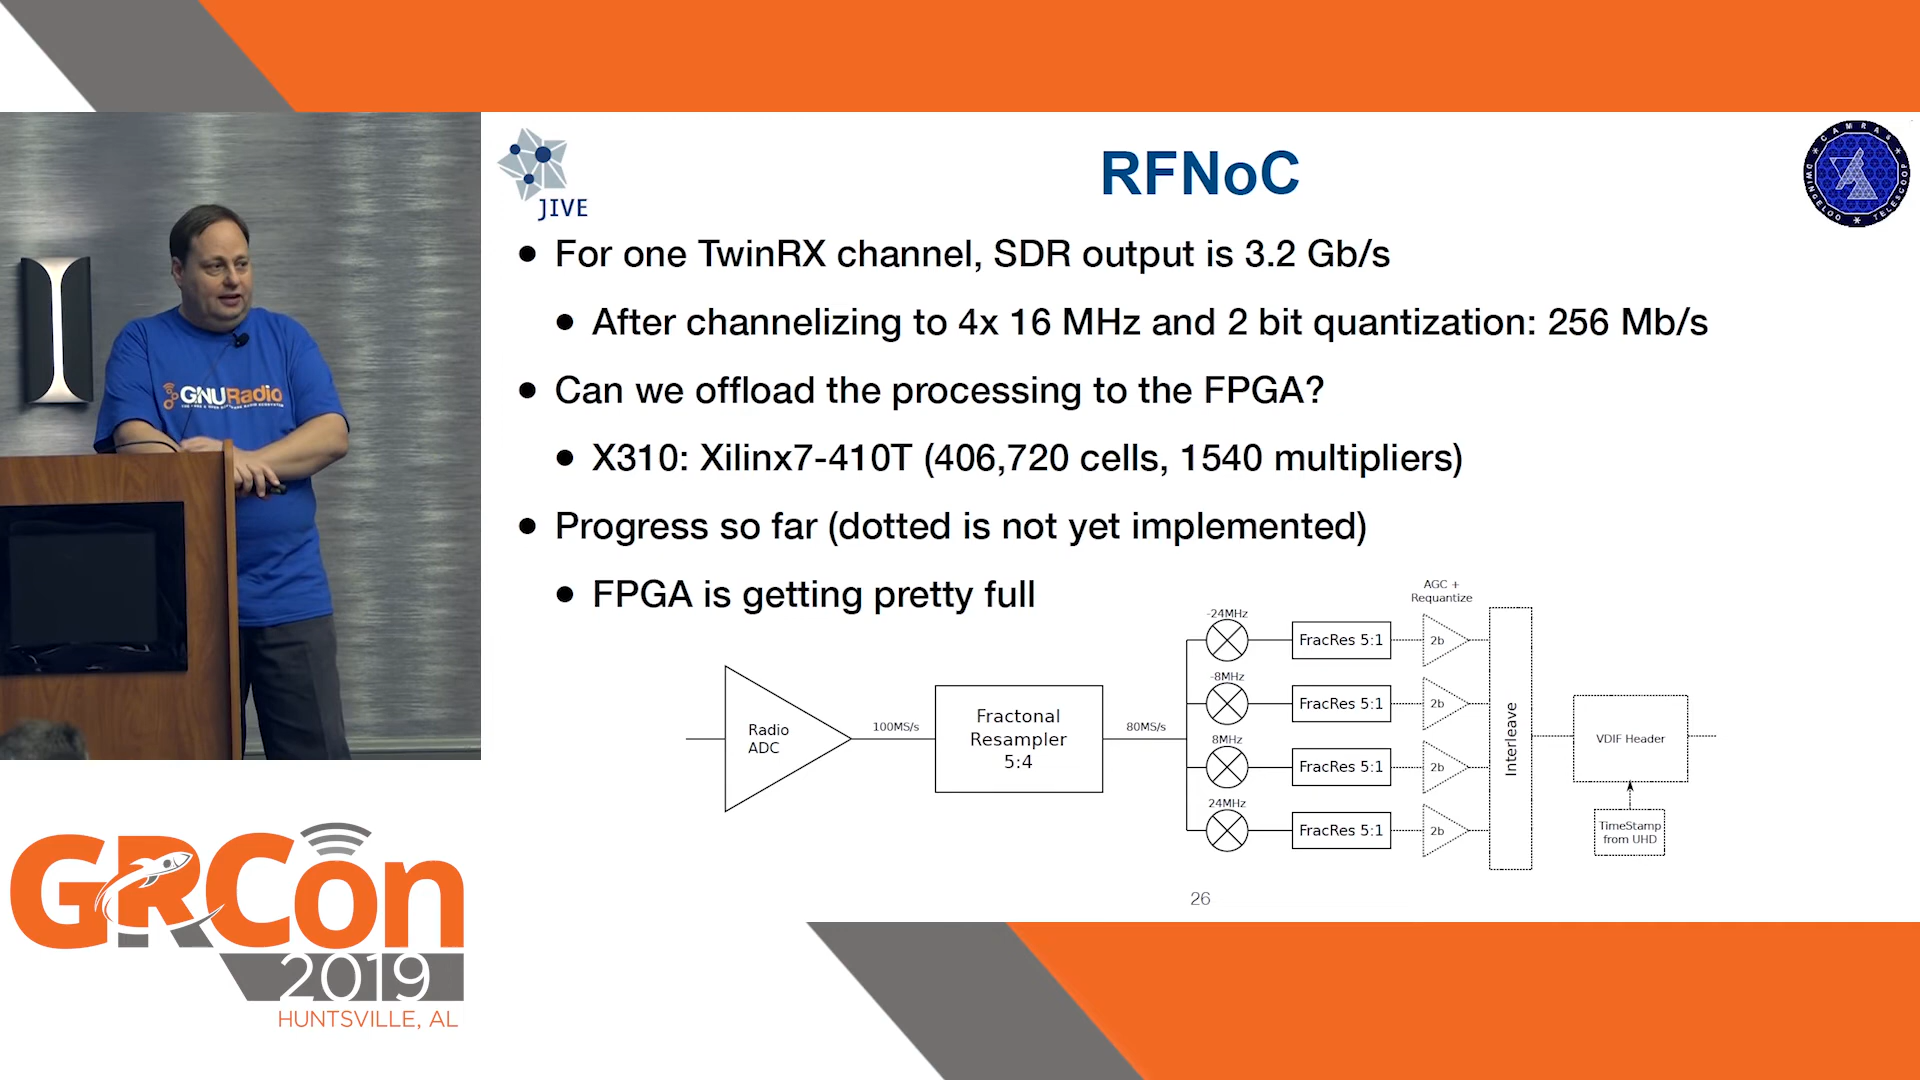 JIVE
RFNoC
CAMRAS * DWINGELOO * TELESCOOP *
• For one TwinRX channel, SDR output is 3.2 Gb/s
• After channelizing to 4x 16 MHz and 2 bit quantization: 256 Mb/s
• Can we offload the processing to the FPGA?
• X310: Xilinx7-410T (406,720 cells, 1540 multipliers)
• Progress so far (dotted is not yet implemented)
• FPGA is getting pretty full
GNURadio
Radio
ADC
100MS/s
Fractonal
Resampler
5:4
80MS/s
-24MHz
-8MHz
8MHz
24MHz
FracRes 5:1
FracRes 5:1
FracRes 5:1
FracRes 5:1
AGC +
Requantize
2b
2b
2b
2b
Interleave
VDIF Header
TimeStamp
from UHD
26
GRCon
2019
HUNTSVILLE, AL